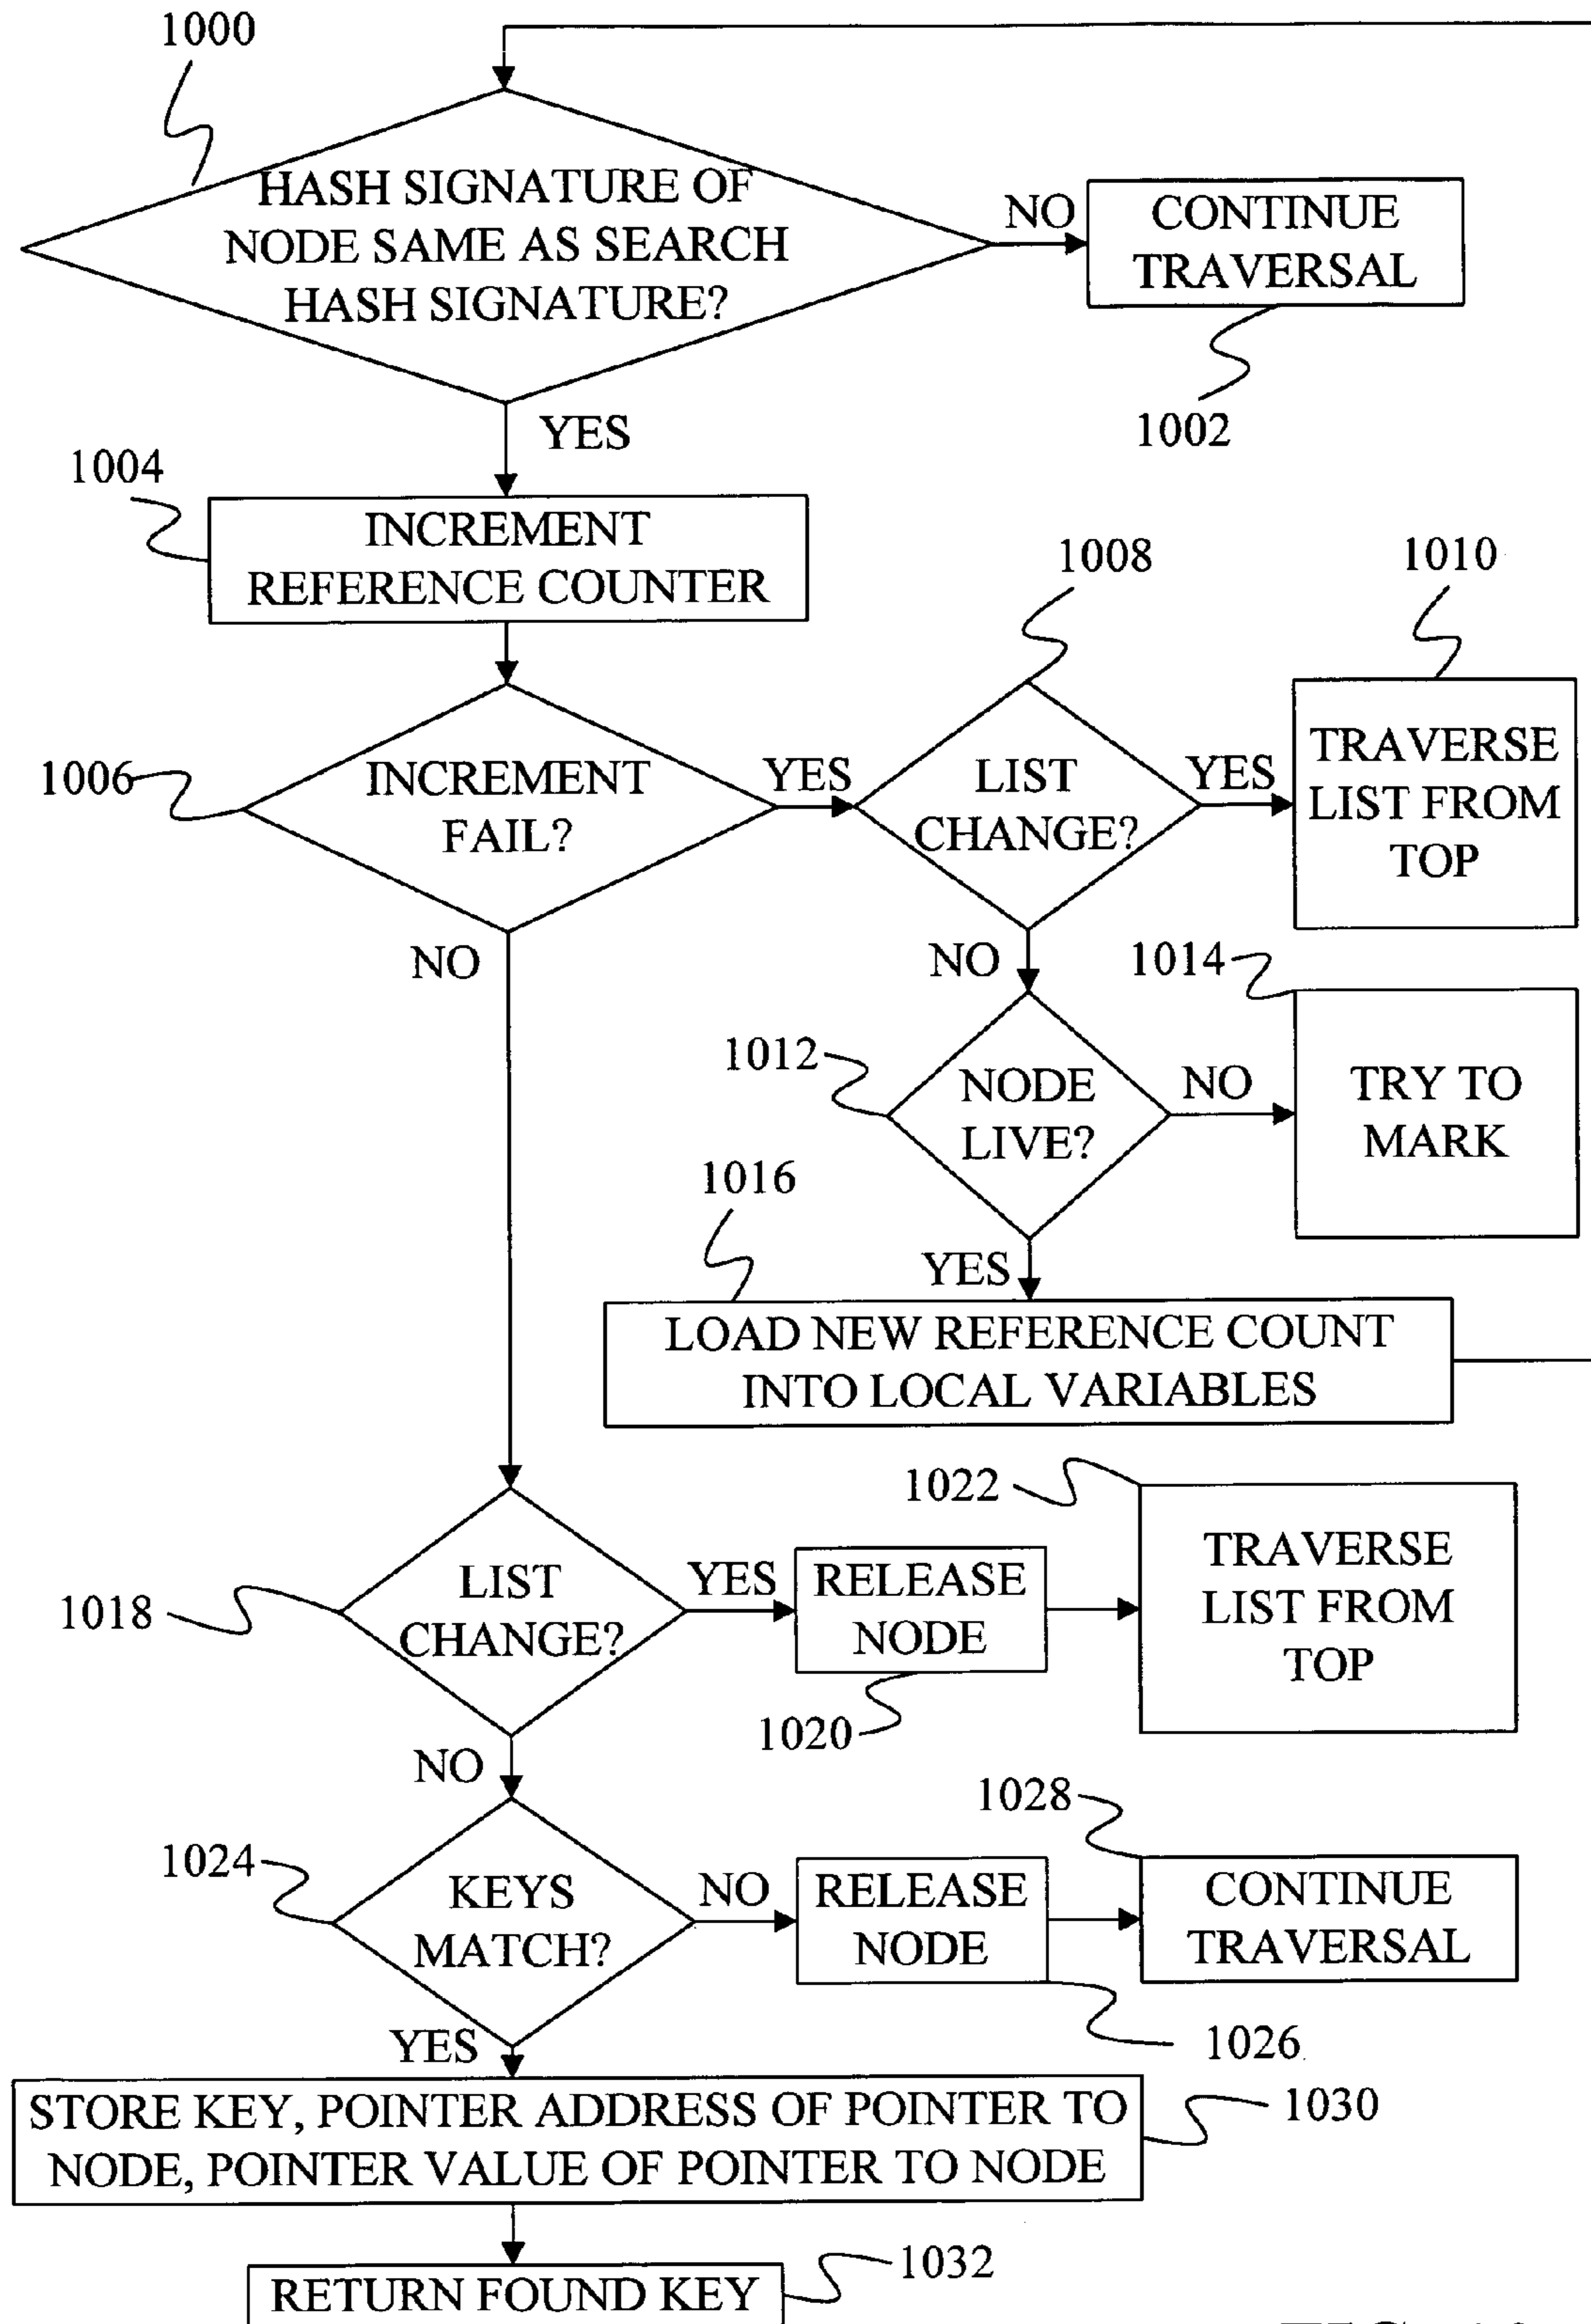 1000
HASH SIGNATURE OF
NODE SAME AS SEARCH
HASH SIGNATURE?
NO
CONTINUE
TRAVERSAL
1002
YES
1004
INCREMENT
REFERENCE COUNTER
1006
INCREMENT
FAIL?
YES
1008
LIST
CHANGE?
YES
1010
TRAVERSE
LIST FROM
TOP
NO
NO
1012
NODE
LIVE?
NO
1014
TRY TO
MARK
YES
1016
LOAD NEW REFERENCE COUNT
INTO LOCAL VARIABLES
1018
LIST
CHANGE?
YES
RELEASE
NODE
1020
1022
TRAVERSE
LIST FROM
TOP
NO
1024
KEYS
MATCH?
NO
RELEASE
NODE
1026
1028
CONTINUE
TRAVERSAL
YES
STORE KEY, POINTER ADDRESS OF POINTER TO
NODE, POINTER VALUE OF POINTER TO NODE
1030
RETURN FOUND KEY
1032